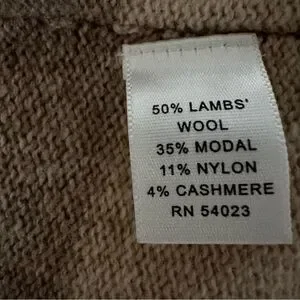 50% LAMBS'
WOOL
35% MODAL
11% NYLON
4% CASHMERE
RN 54023